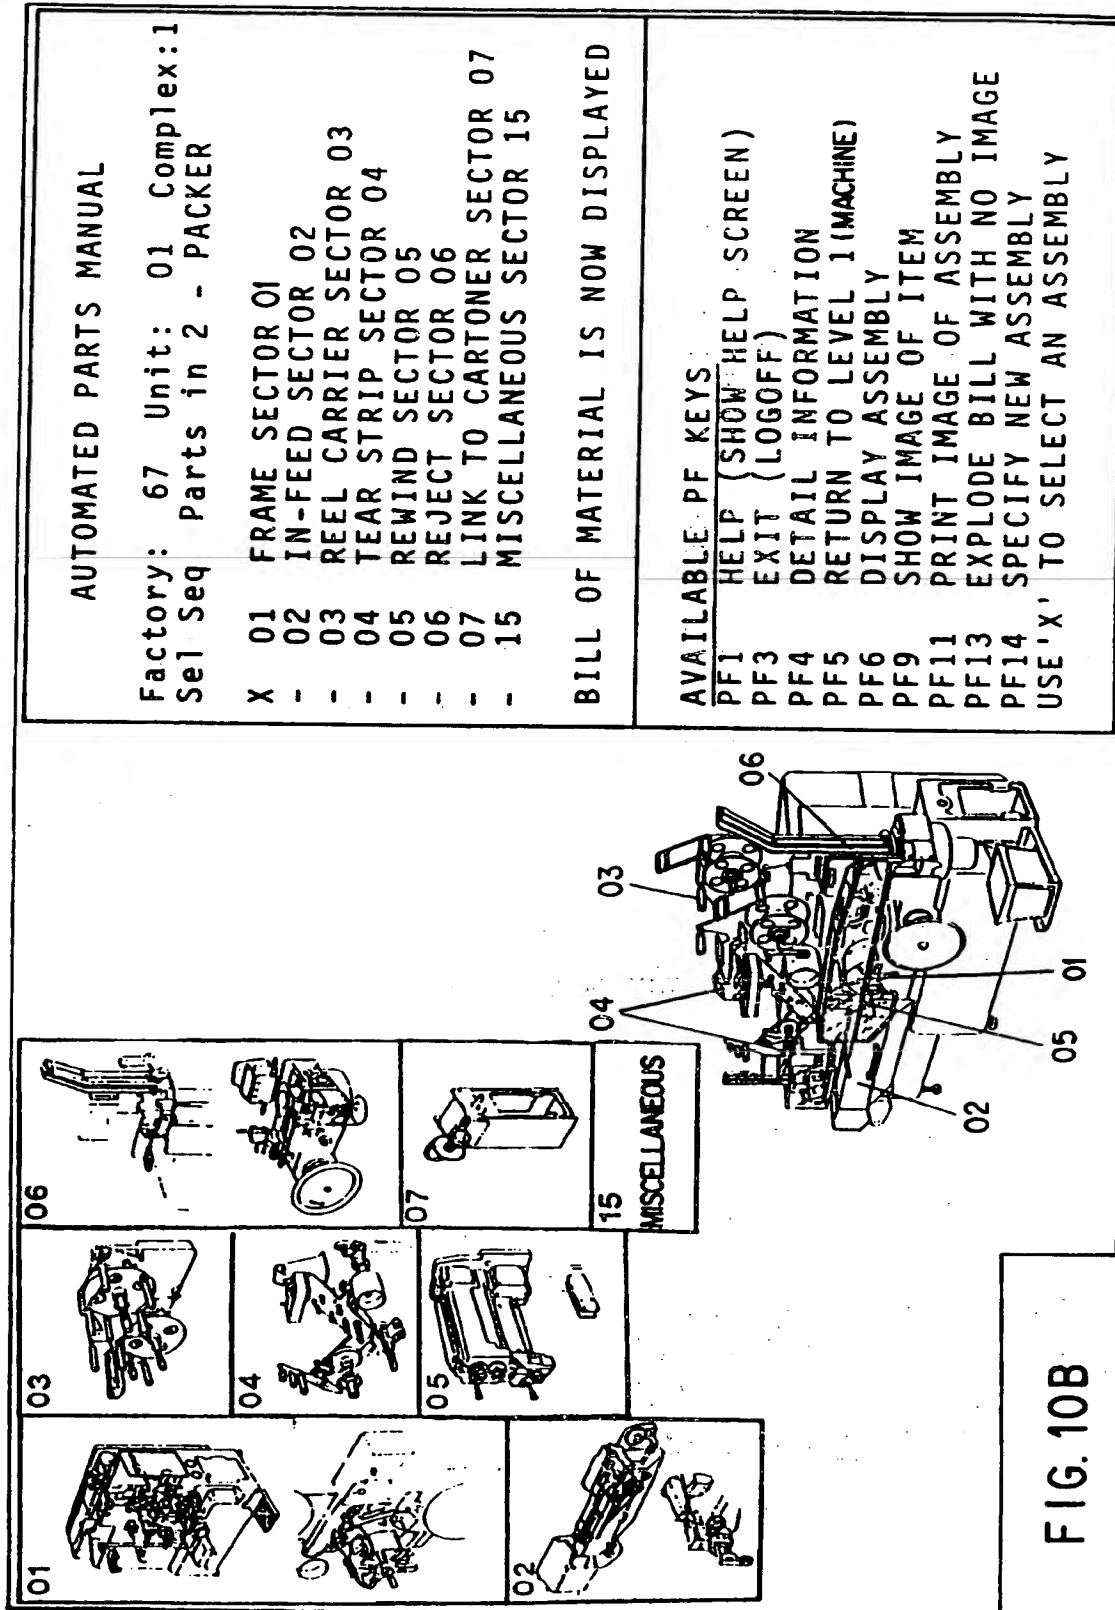 01
02
03
04
05
06
07
15
MISCELLANEOUS
04
03
06
02
05
01
AUTOMATED PARTS MANUAL
Factory: 67 Unit: 01 Complex:1
Sel Seq Parts in 2 - PACKER
X 01 FRAME SECTOR 01
- 02 IN-FEED SECTOR 02
- 03 REEL CARRIER SECTOR 03
- 04 TEAR STRIP SECTOR 04
- 05 REWIND SECTOR 05
- 06 REJECT SECTOR 06
- 07 LINK TO CARTONER SECTOR 07
- 15 MISCELLANEOUS SECTOR 15
BILL OF MATERIAL IS NOW DISPLAYED
AVAILABLE PF KEYS
PF1 HELP (SHOW HELP SCREEN)
PF3 EXIT (LOGOFF)
PF4 DETAIL INFORMATION
PF5 RETURN TO LEVEL 1 (MACHINE)
PF6 DISPLAY ASSEMBLY
PF9 SHOW IMAGE OF ITEM
PF11 PRINT IMAGE OF ASSEMBLY
PF13 EXPLODE BILL WITH NO IMAGE
PF14 SPECIFY NEW ASSEMBLY
USE 'X' TO SELECT AN ASSEMBLY
FIG. 10B